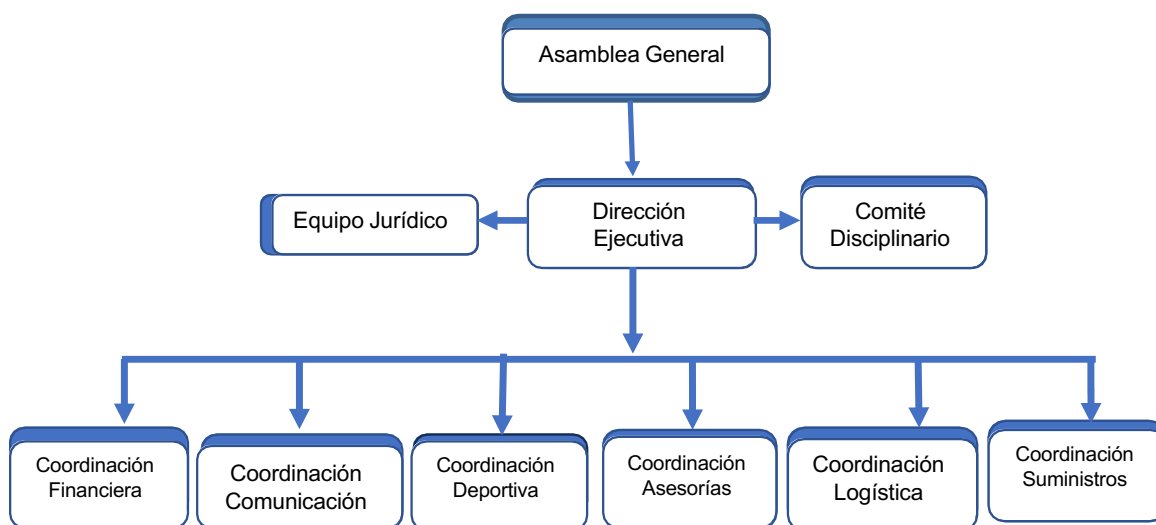 Asamblea General
Equipo Jurídico
Dirección
Ejecutiva
Comité
Disciplinario
Coordinación
Financiera
Coordinación
Comunicación
Coordinación
Deportiva
Coordinación
Asesorías
Coordinación
Logística
Coordinación
Suministros